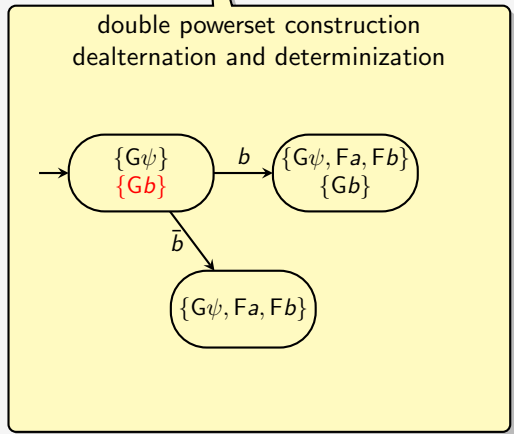 double powerset construction
dealternation and determinization
{Gψ}
{Gb}
b
{Gψ, Fa, Fb}
{Gb}
b̄
{Gψ, Fa, Fb}